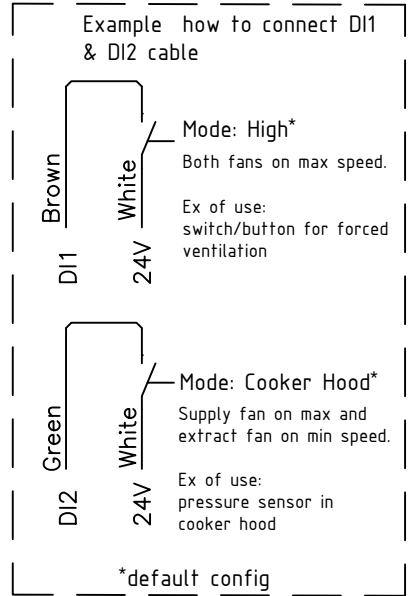 Example how to connect DI1
& DI2 cable
Mode: High*
Both fans on max speed.
Brown
White
Ex of use:
switch/button for forced
ventilation
DI1
24V
Mode: Cooker Hood*
Supply fan on max and
extract fan on min speed.
Green
White
Ex of use:
pressure sensor in
cooker hood
DI2
24V
*default config